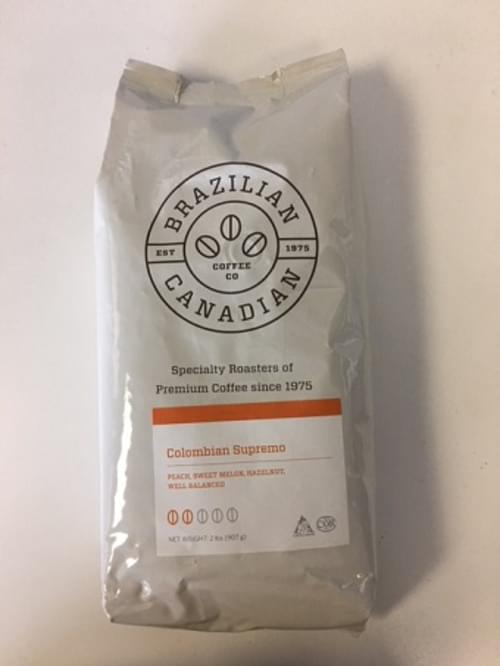 BRAZILIAN
EST 1975
COFFEE
CO
CANADIAN
Specialty Roasters of
Premium Coffee since 1975
Colombian Supremo
PEACH, SWEET MELON, HAZELNUT,
WELL BALANCED
NET WEIGHT: 2 lbs (907 g)
COR